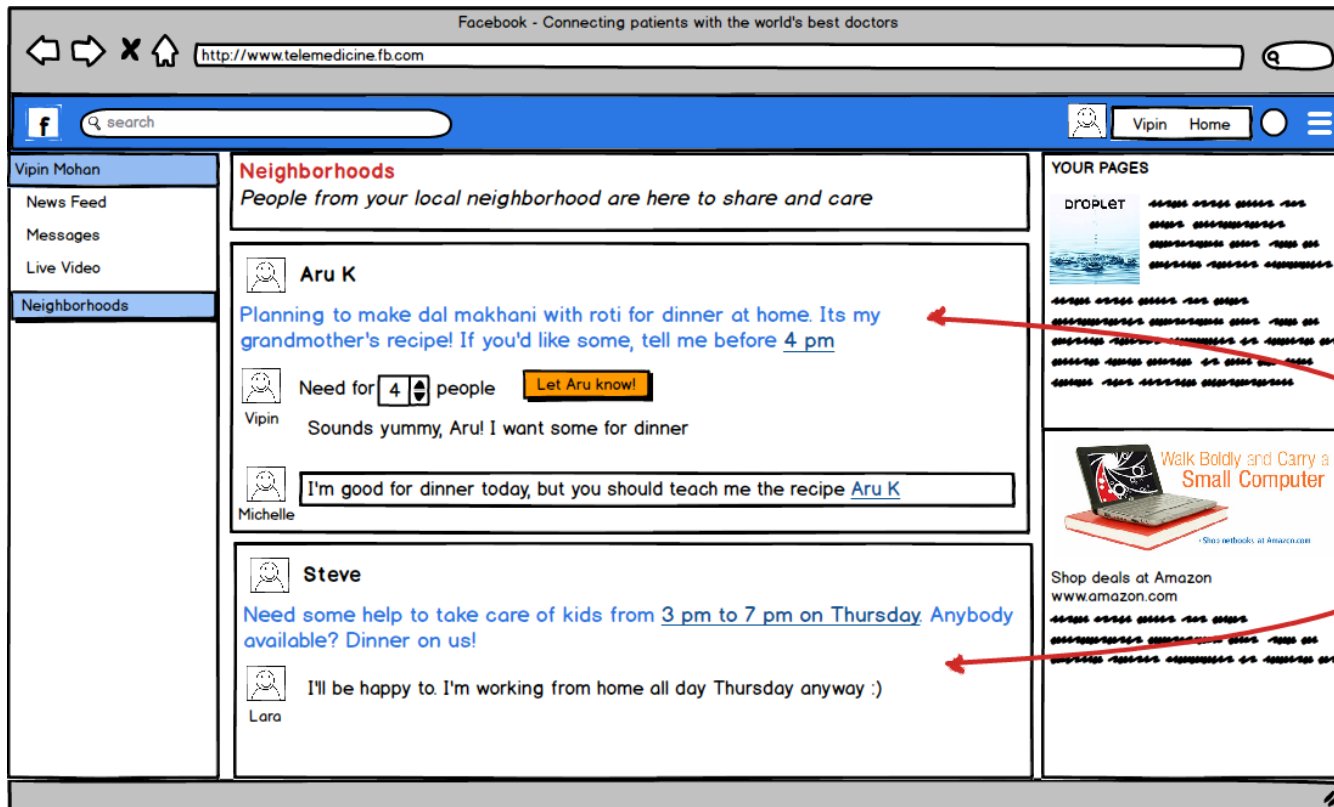 Facebook - Connecting patients with the world's best doctors
http://www.telemedicine.fb.com
f
search
Vipin
Home
Vipin Mohan
News Feed
Messages
Live Video
Neighborhoods
Neighborhoods
People from your local neighborhood are here to share and care
Aru K
Planning to make dal makhani with roti for dinner at home. Its my
grandmother's recipe! If you'd like some, tell me before 4 pm
Need for 4 people
Let Aru know!
Vipin
Sounds yummy, Aru! I want some for dinner
I'm good for dinner today, but you should teach me the recipe Aru K
Michelle
Steve
Need some help to take care of kids from 3 pm to 7 pm on Thursday. Anybody
available? Dinner on us!
I'll be happy to. I'm working from home all day Thursday anyway :)
Lara
YOUR PAGES
DROPLET
Walk Boldly and Carry a
Small Computer
Shop netbooks at Amazon.com
Shop deals at Amazon
www.amazon.com